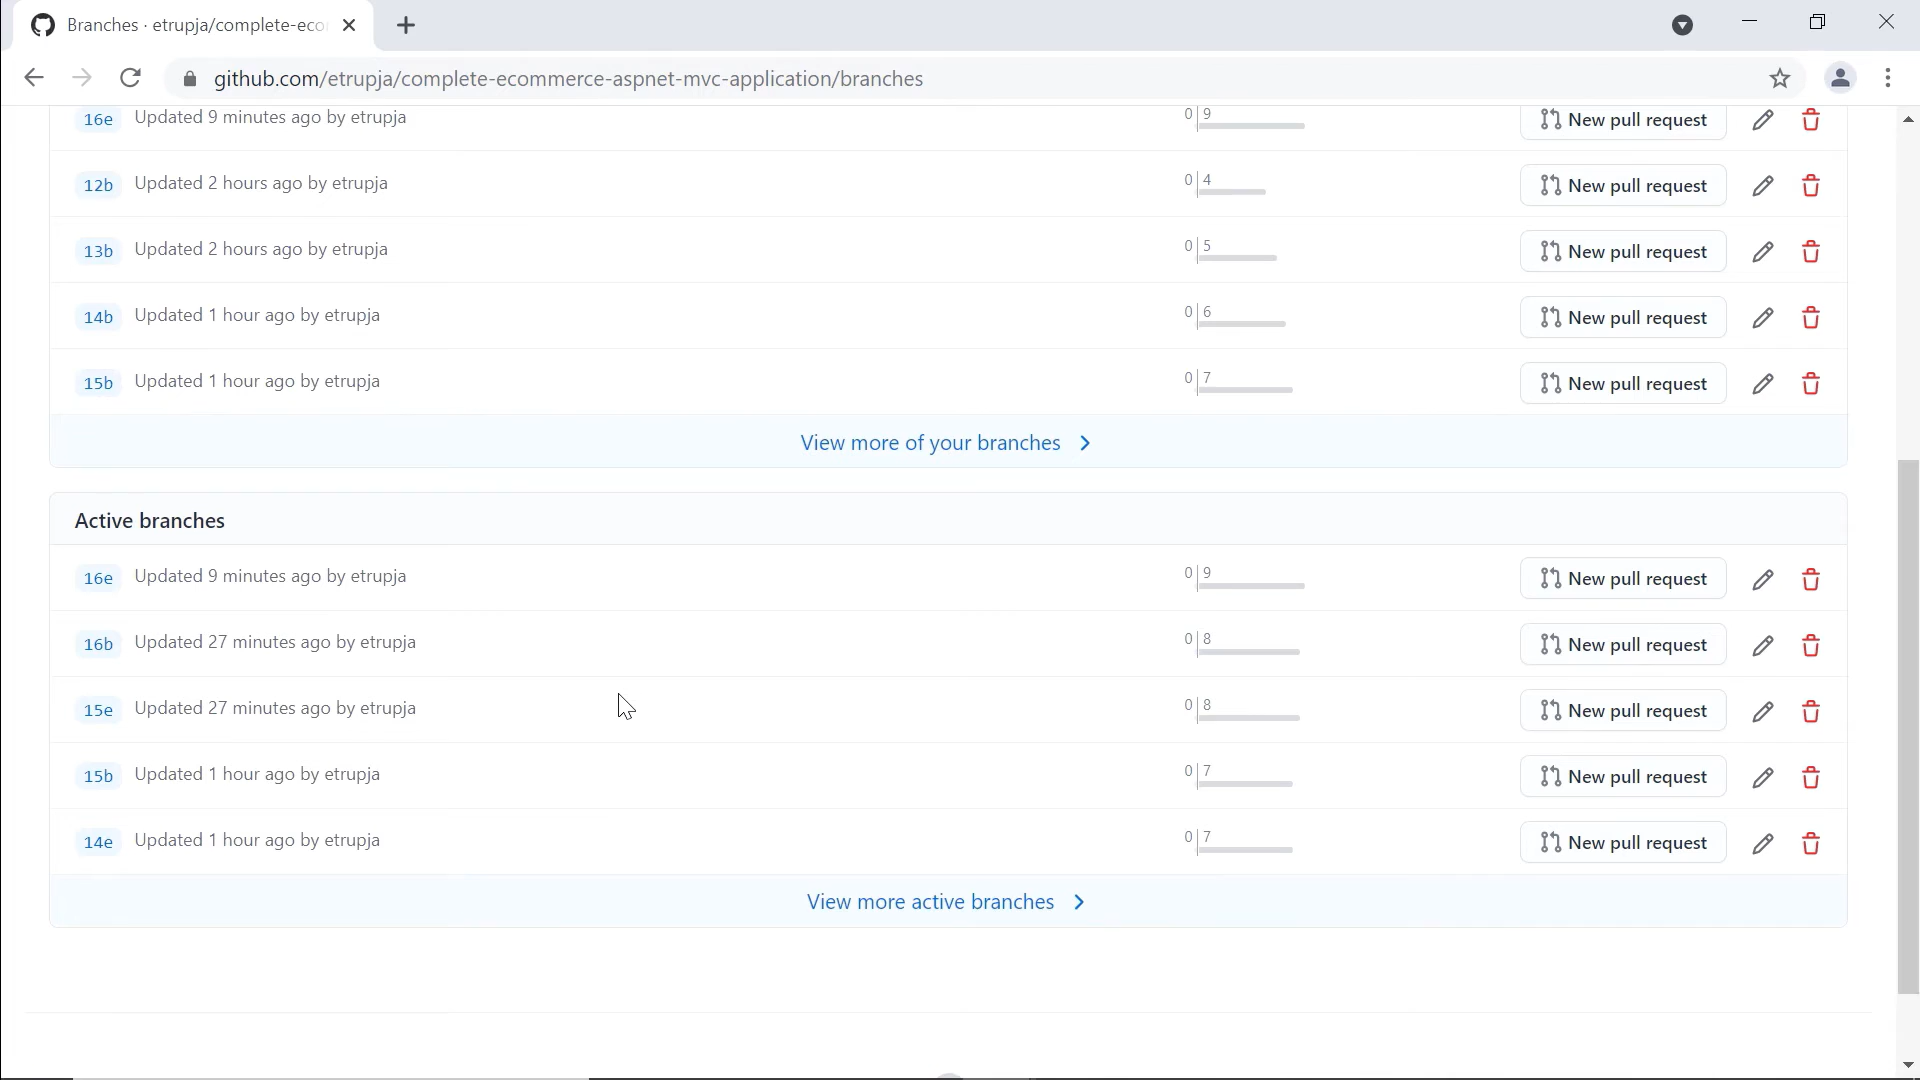 Branches · etrupja/complete-eco
github.com/etrupja/complete-ecommerce-aspnet-mvc-application/branches
16e Updated 9 minutes ago by etrupja 0 9 New pull request
12b Updated 2 hours ago by etrupja 0 4 New pull request
13b Updated 2 hours ago by etrupja 0 5 New pull request
14b Updated 1 hour ago by etrupja 0 6 New pull request
15b Updated 1 hour ago by etrupja 0 7 New pull request
View more of your branches
Active branches
16e Updated 9 minutes ago by etrupja 0 9 New pull request
16b Updated 27 minutes ago by etrupja 0 8 New pull request
15e Updated 27 minutes ago by etrupja 0 8 New pull request
15b Updated 1 hour ago by etrupja 0 7 New pull request
14e Updated 1 hour ago by etrupja 0 7 New pull request
View more active branches